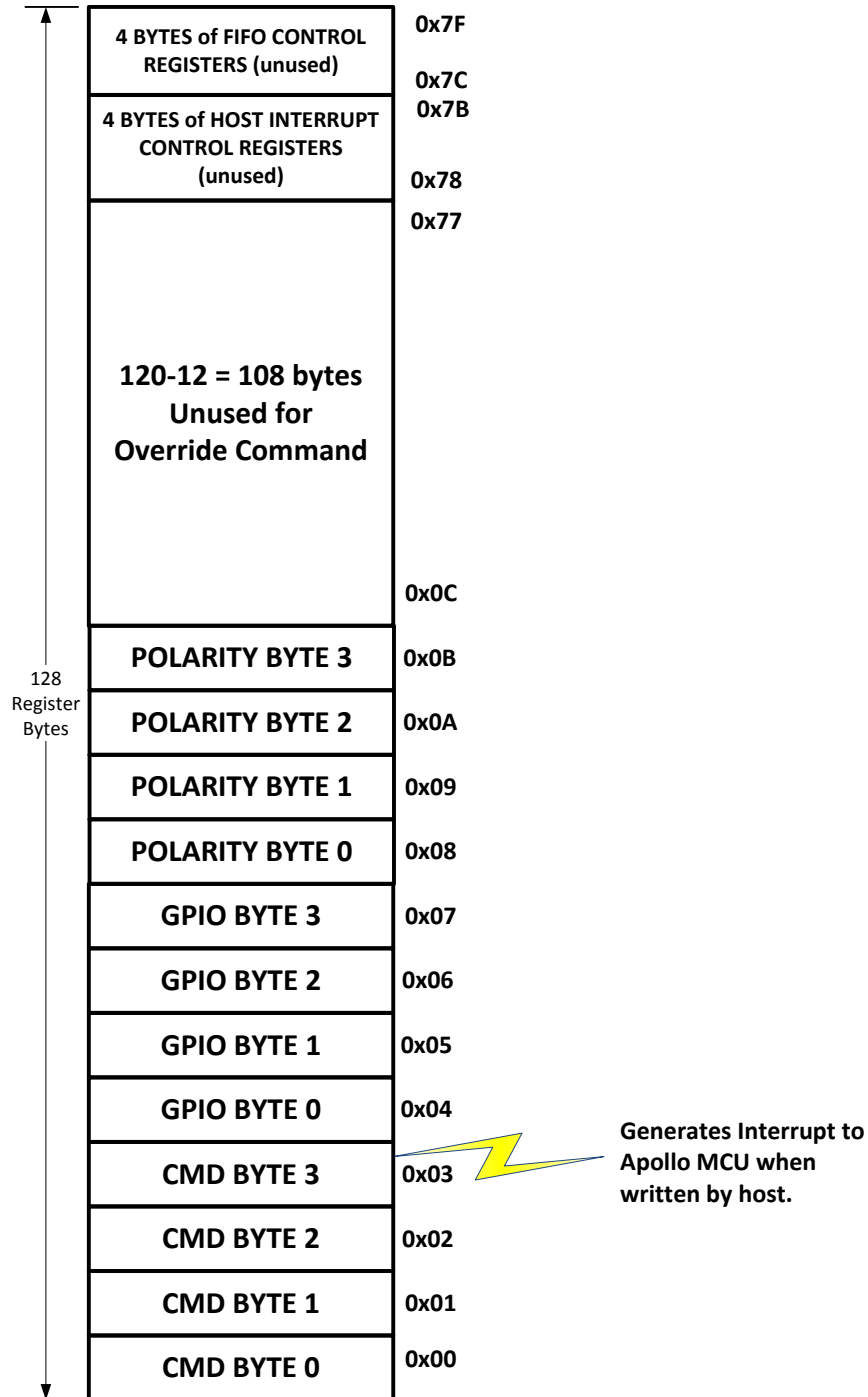 4 BYTES of FIFO CONTROL
REGISTERS (unused)
0x7F
0x7C
4 BYTES of HOST INTERRUPT
CONTROL REGISTERS
(unused)
0x7B
0x78
0x77
120-12 = 108 bytes
Unused for
Override Command
0x0C
128
Register
Bytes
POLARITY BYTE 3
0x0B
POLARITY BYTE 2
0x0A
POLARITY BYTE 1
0x09
POLARITY BYTE 0
0x08
GPIO BYTE 3
0x07
GPIO BYTE 2
0x06
GPIO BYTE 1
0x05
GPIO BYTE 0
0x04
CMD BYTE 3
0x03
Generates Interrupt to
Apollo MCU when
written by host.
CMD BYTE 2
0x02
CMD BYTE 1
0x01
CMD BYTE 0
0x00